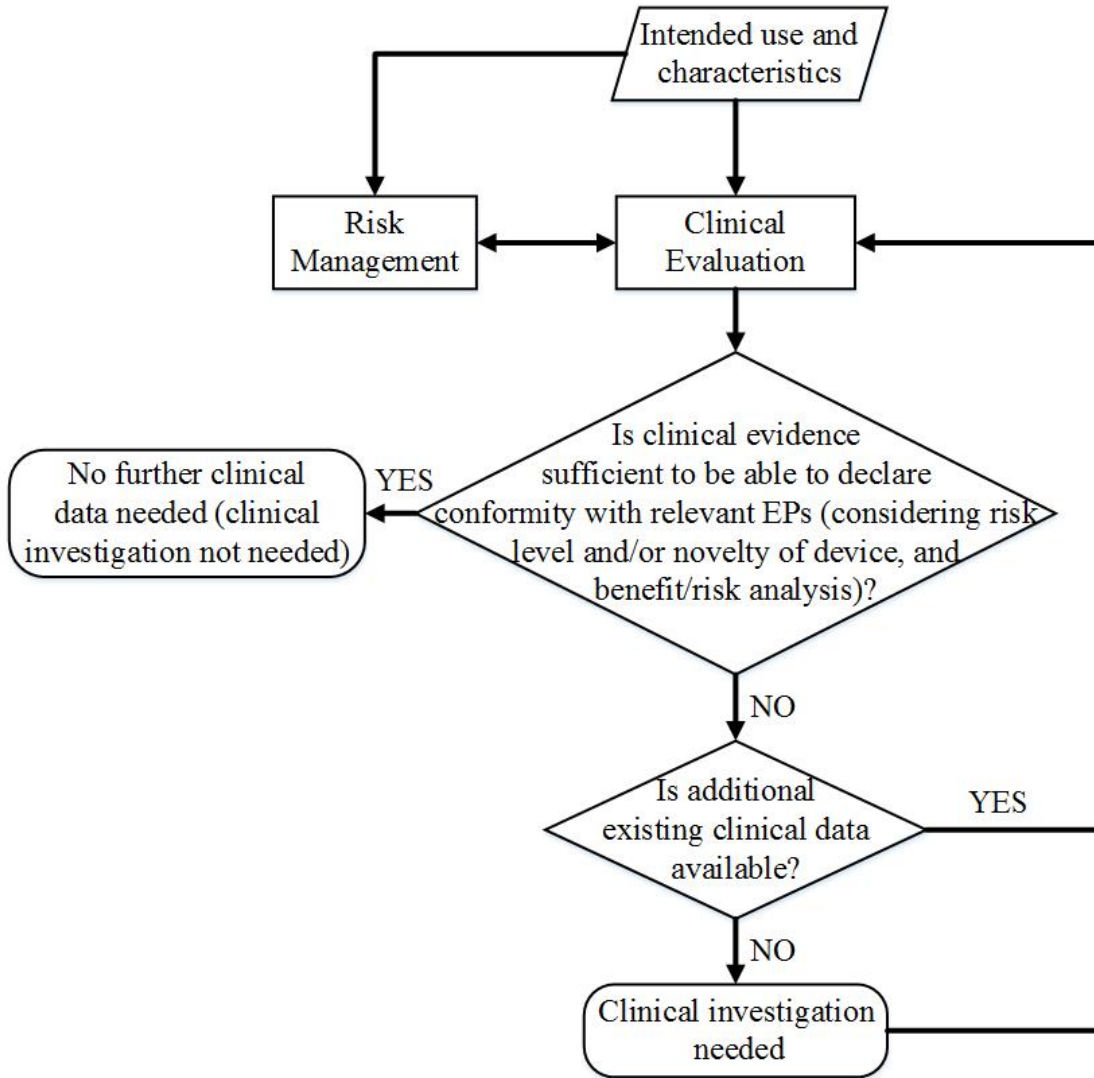 Intended use and
characteristics
Risk
Management
Clinical
Evaluation
Is clinical evidence
sufficient to be able to declare
conformity with relevant EPs (considering risk
level and/or novelty of device, and
benefit/risk analysis)?
YES
No further clinical
data needed (clinical
investigation not needed)
NO
Is additional
existing clinical data
available?
YES
NO
Clinical investigation
needed